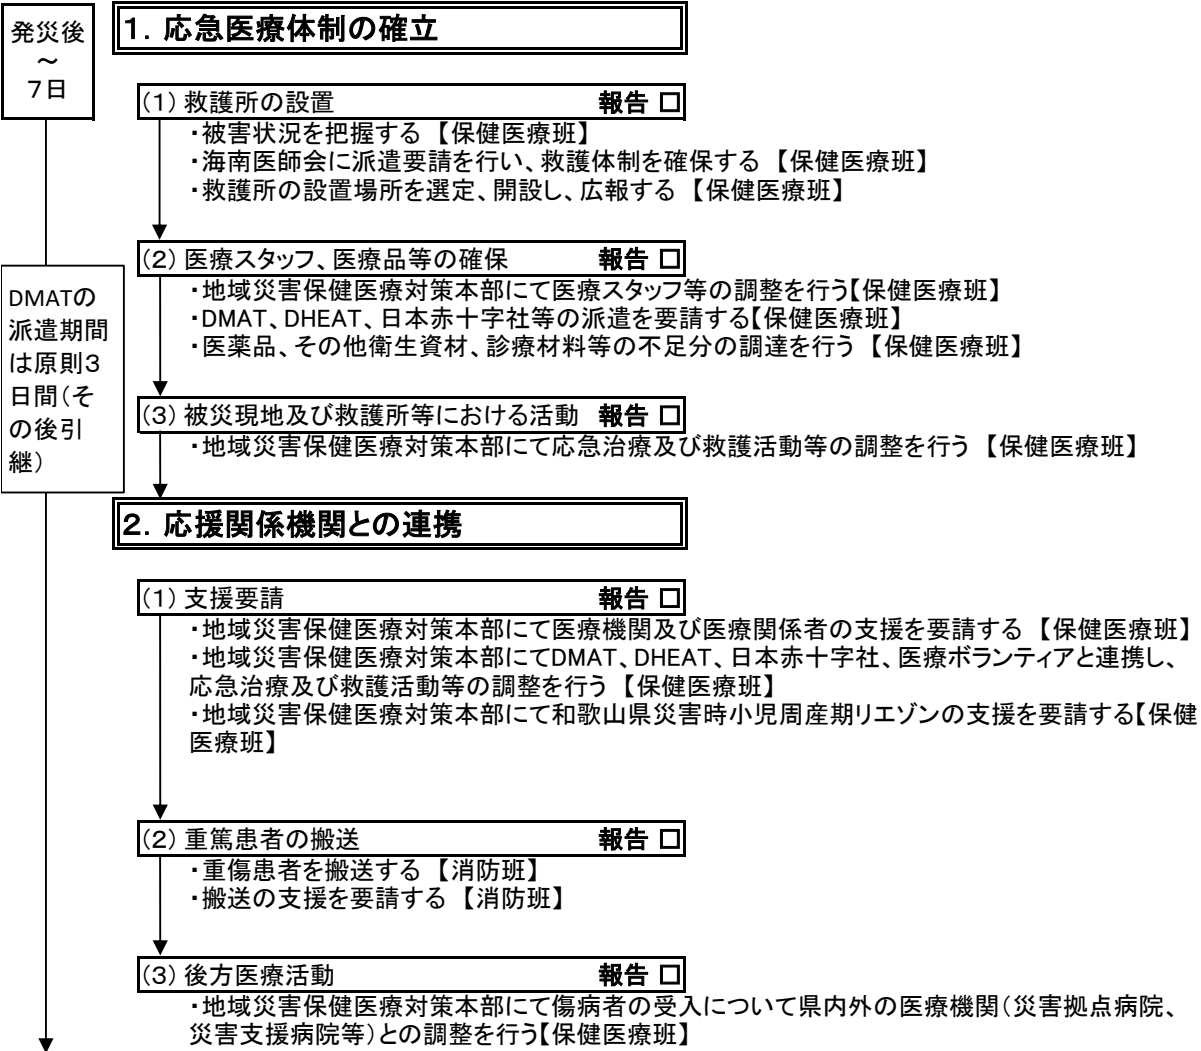 発災後
～
７日
１．応急医療体制の確立
（１）救護所の設置 報告 □
・被害状況を把握する 【保健医療班】
・海南医師会に派遣要請を行い、救護体制を確保する 【保健医療班】
・救護所の設置場所を選定、開設し、広報する 【保健医療班】
（２）医療スタッフ、医療品等の確保 報告 □
・地域災害保健医療対策本部にて医療スタッフ等の調整を行う【保健医療班】
・DMAT、DHEAT、日本赤十字社等の派遣を要請する【保健医療班】
・医薬品、その他衛生資材、診療材料等の不足分の調達を行う 【保健医療班】
DMATの
派遣期間
は原則３
日間（そ
の後引
継）
（３）被災現地及び救護所等における活動 報告 □
・地域災害保健医療対策本部にて応急治療及び救護活動等の調整を行う 【保健医療班】
２．応援関係機関との連携
（１）支援要請 報告 □
・地域災害保健医療対策本部にて医療機関及び医療関係者の支援を要請する 【保健医療班】
・地域災害保健医療対策本部にてDMAT、DHEAT、日本赤十字社、医療ボランティアと連携し、
応急治療及び救護活動等の調整を行う 【保健医療班】
・地域災害保健医療対策本部にて和歌山県災害時小児周産期リエゾンの支援を要請する【保健
医療班】
（２）重篤患者の搬送 報告 □
・重傷患者を搬送する 【消防班】
・搬送の支援を要請する 【消防班】
（３）後方医療活動 報告 □
・地域災害保健医療対策本部にて傷病者の受入について県内外の医療機関（災害拠点病院、
災害支援病院等）との調整を行う【保健医療班】